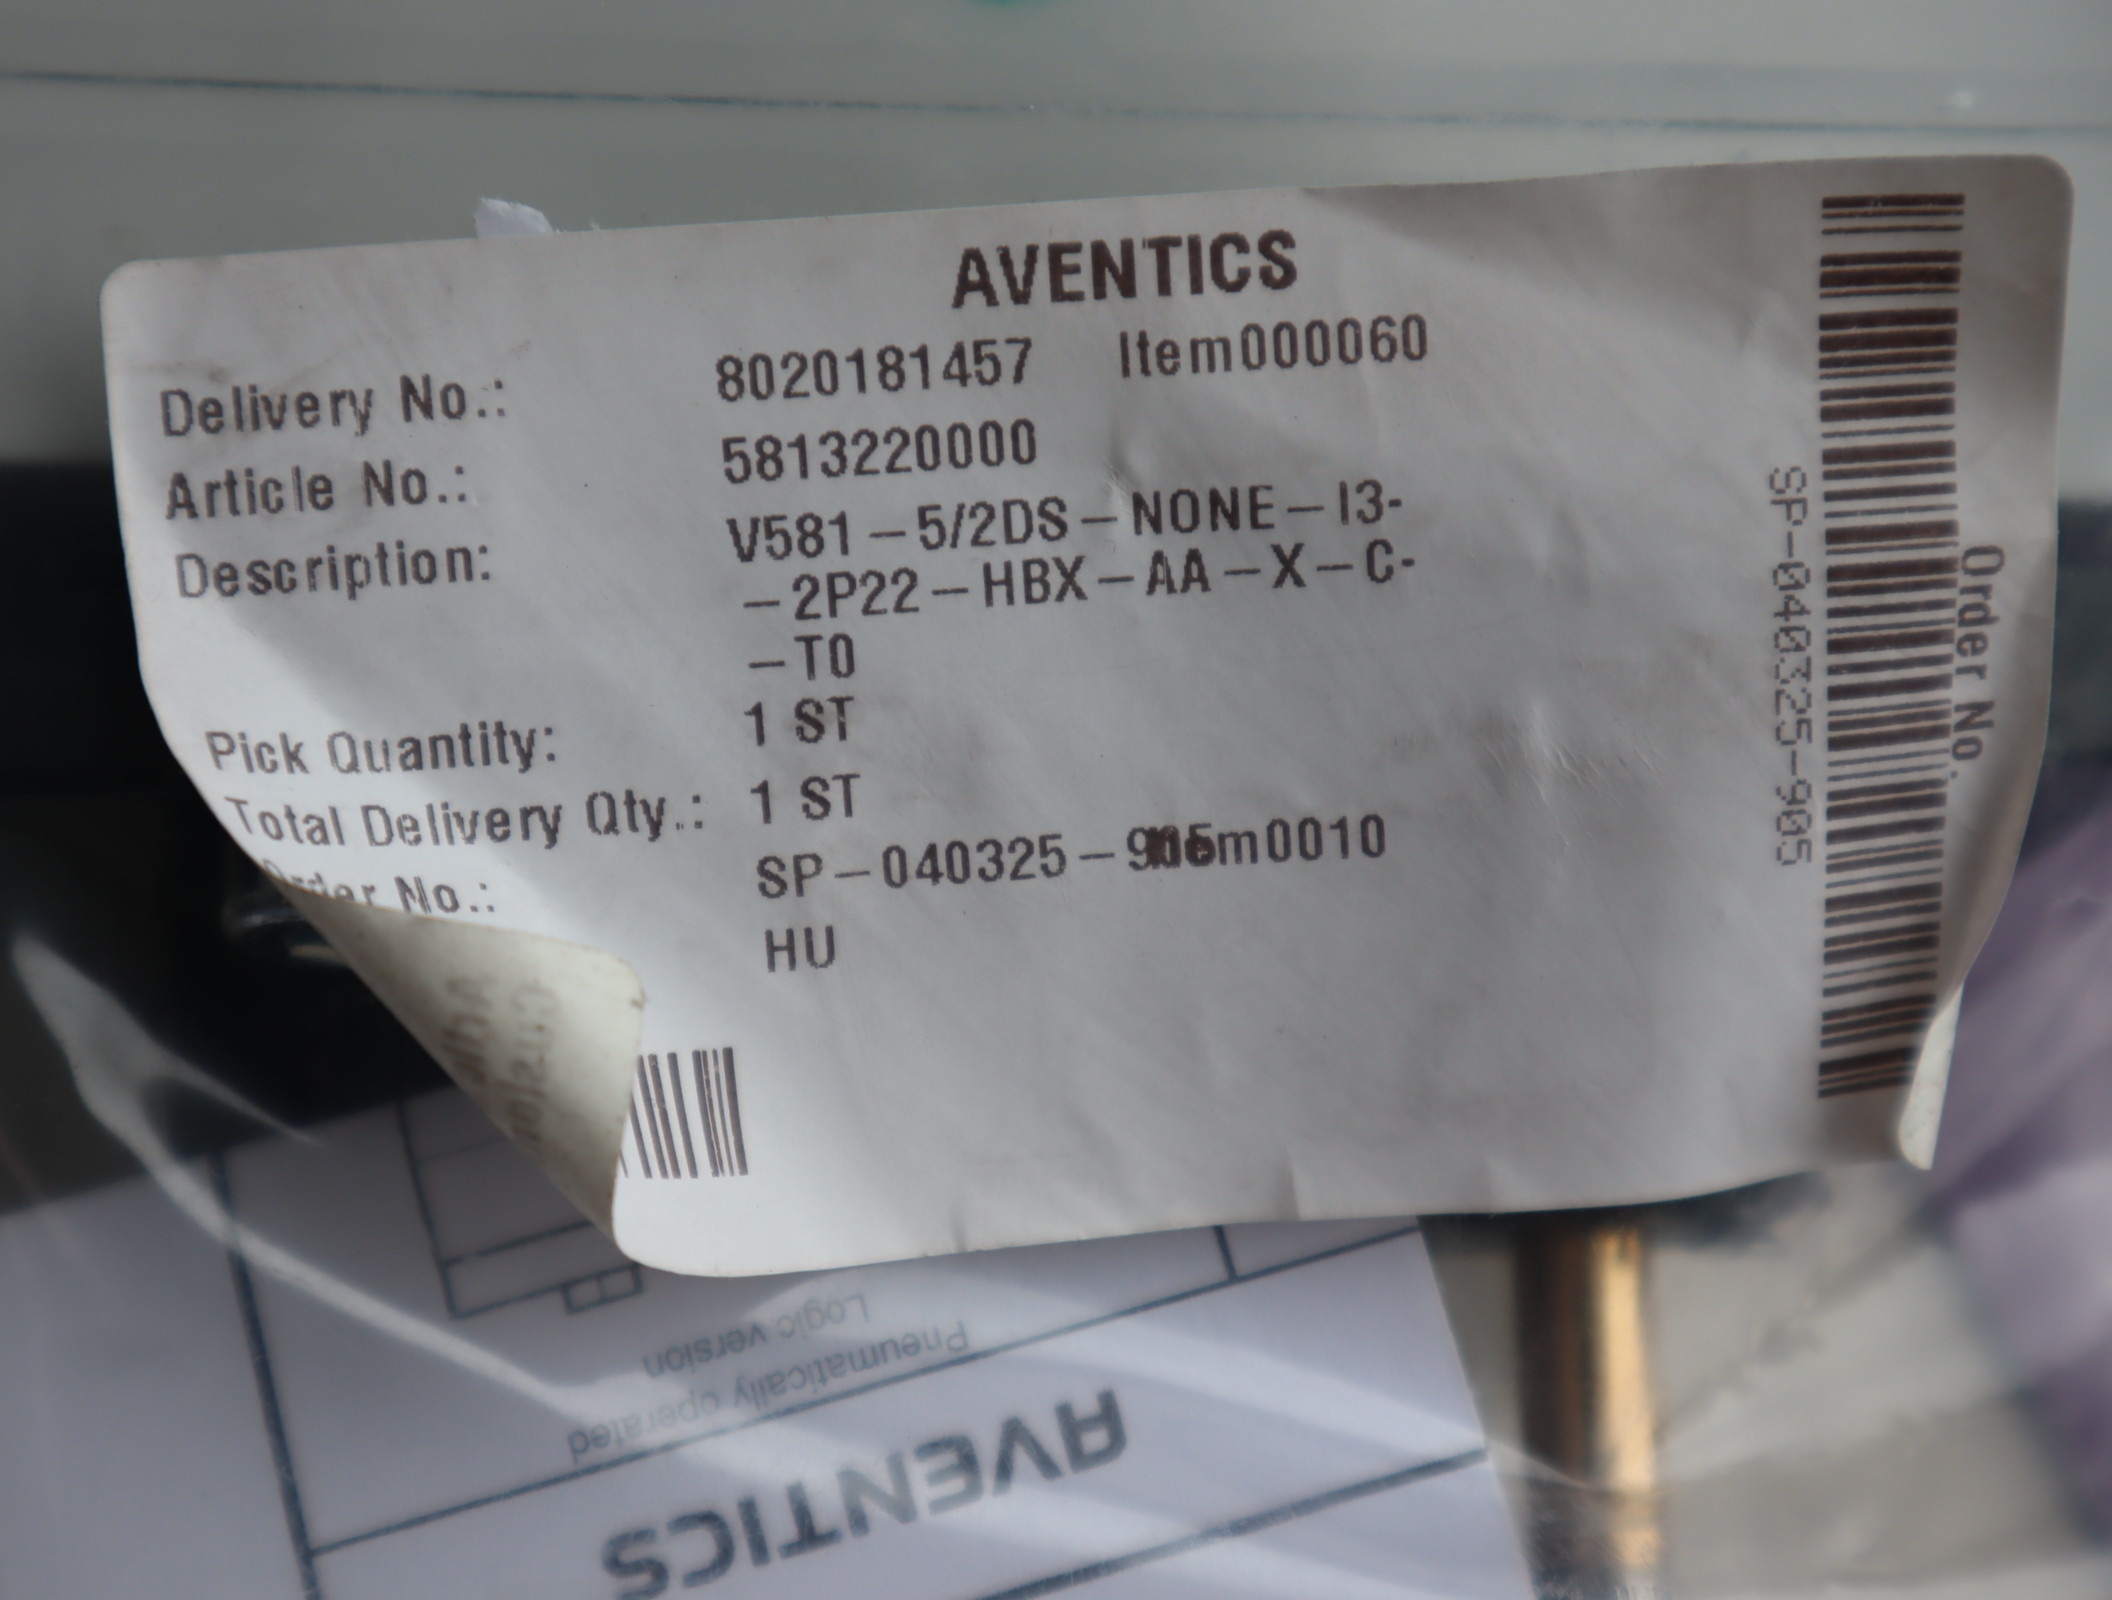 AVENTICS
Delivery No.: 8020181457 Item000060
Article No.: 5813220000
Description: V581-5/2DS-NONE-I3-
-2P22-HBX-AA-X-C-
-T0
Pick Quantity: 1 ST
Total Delivery Qty.: 1 ST
Order No.: SP-040325-905 m0010
HU
Order No.
SP-040325-905
Logic version
Pneumatically operated
AVENTICS